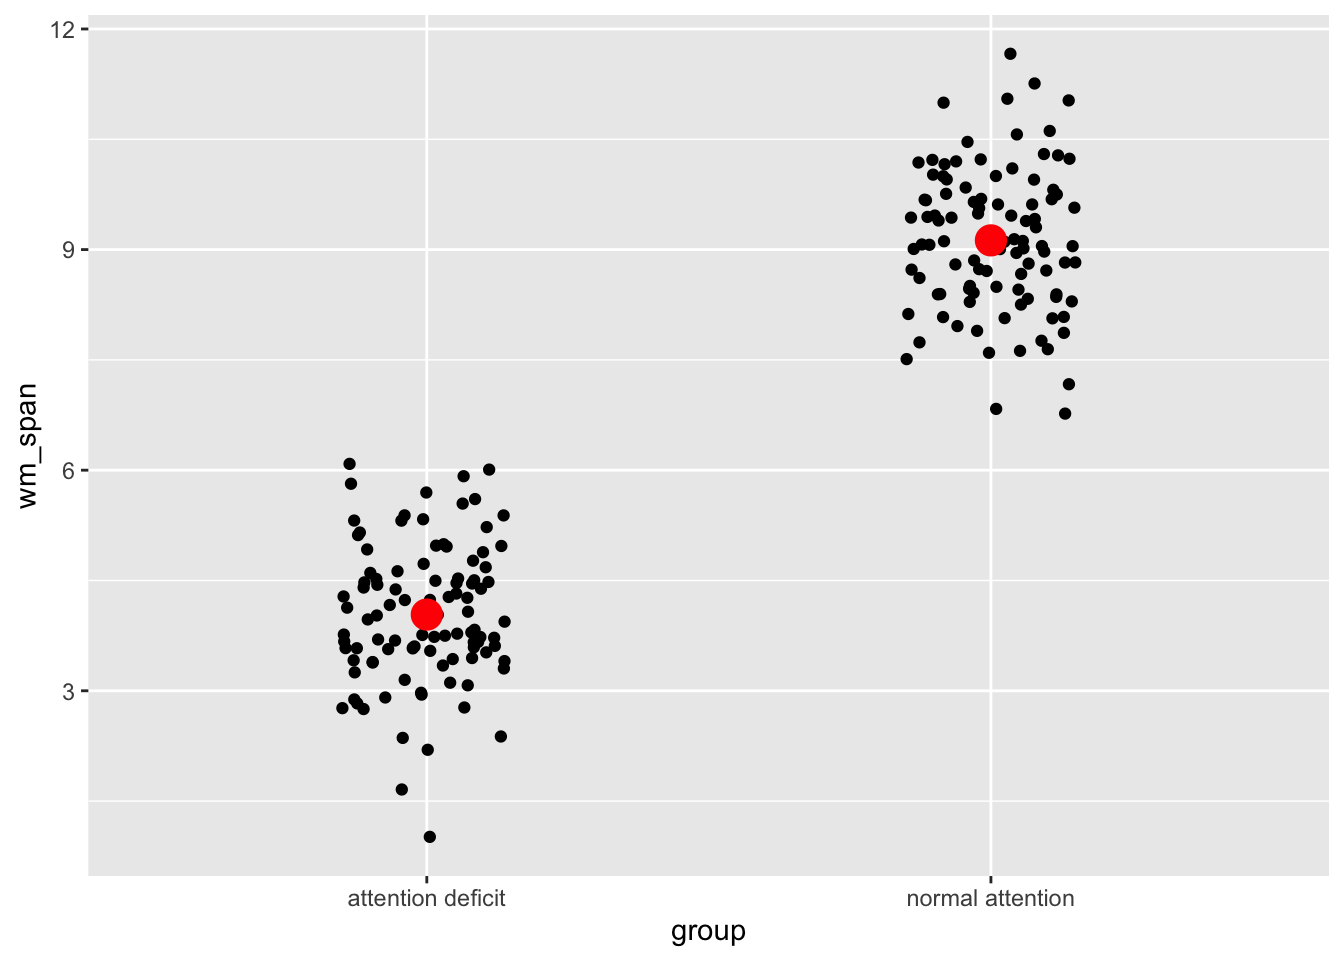 12
9
6
3
wm_span
attention deficit
normal attention
group